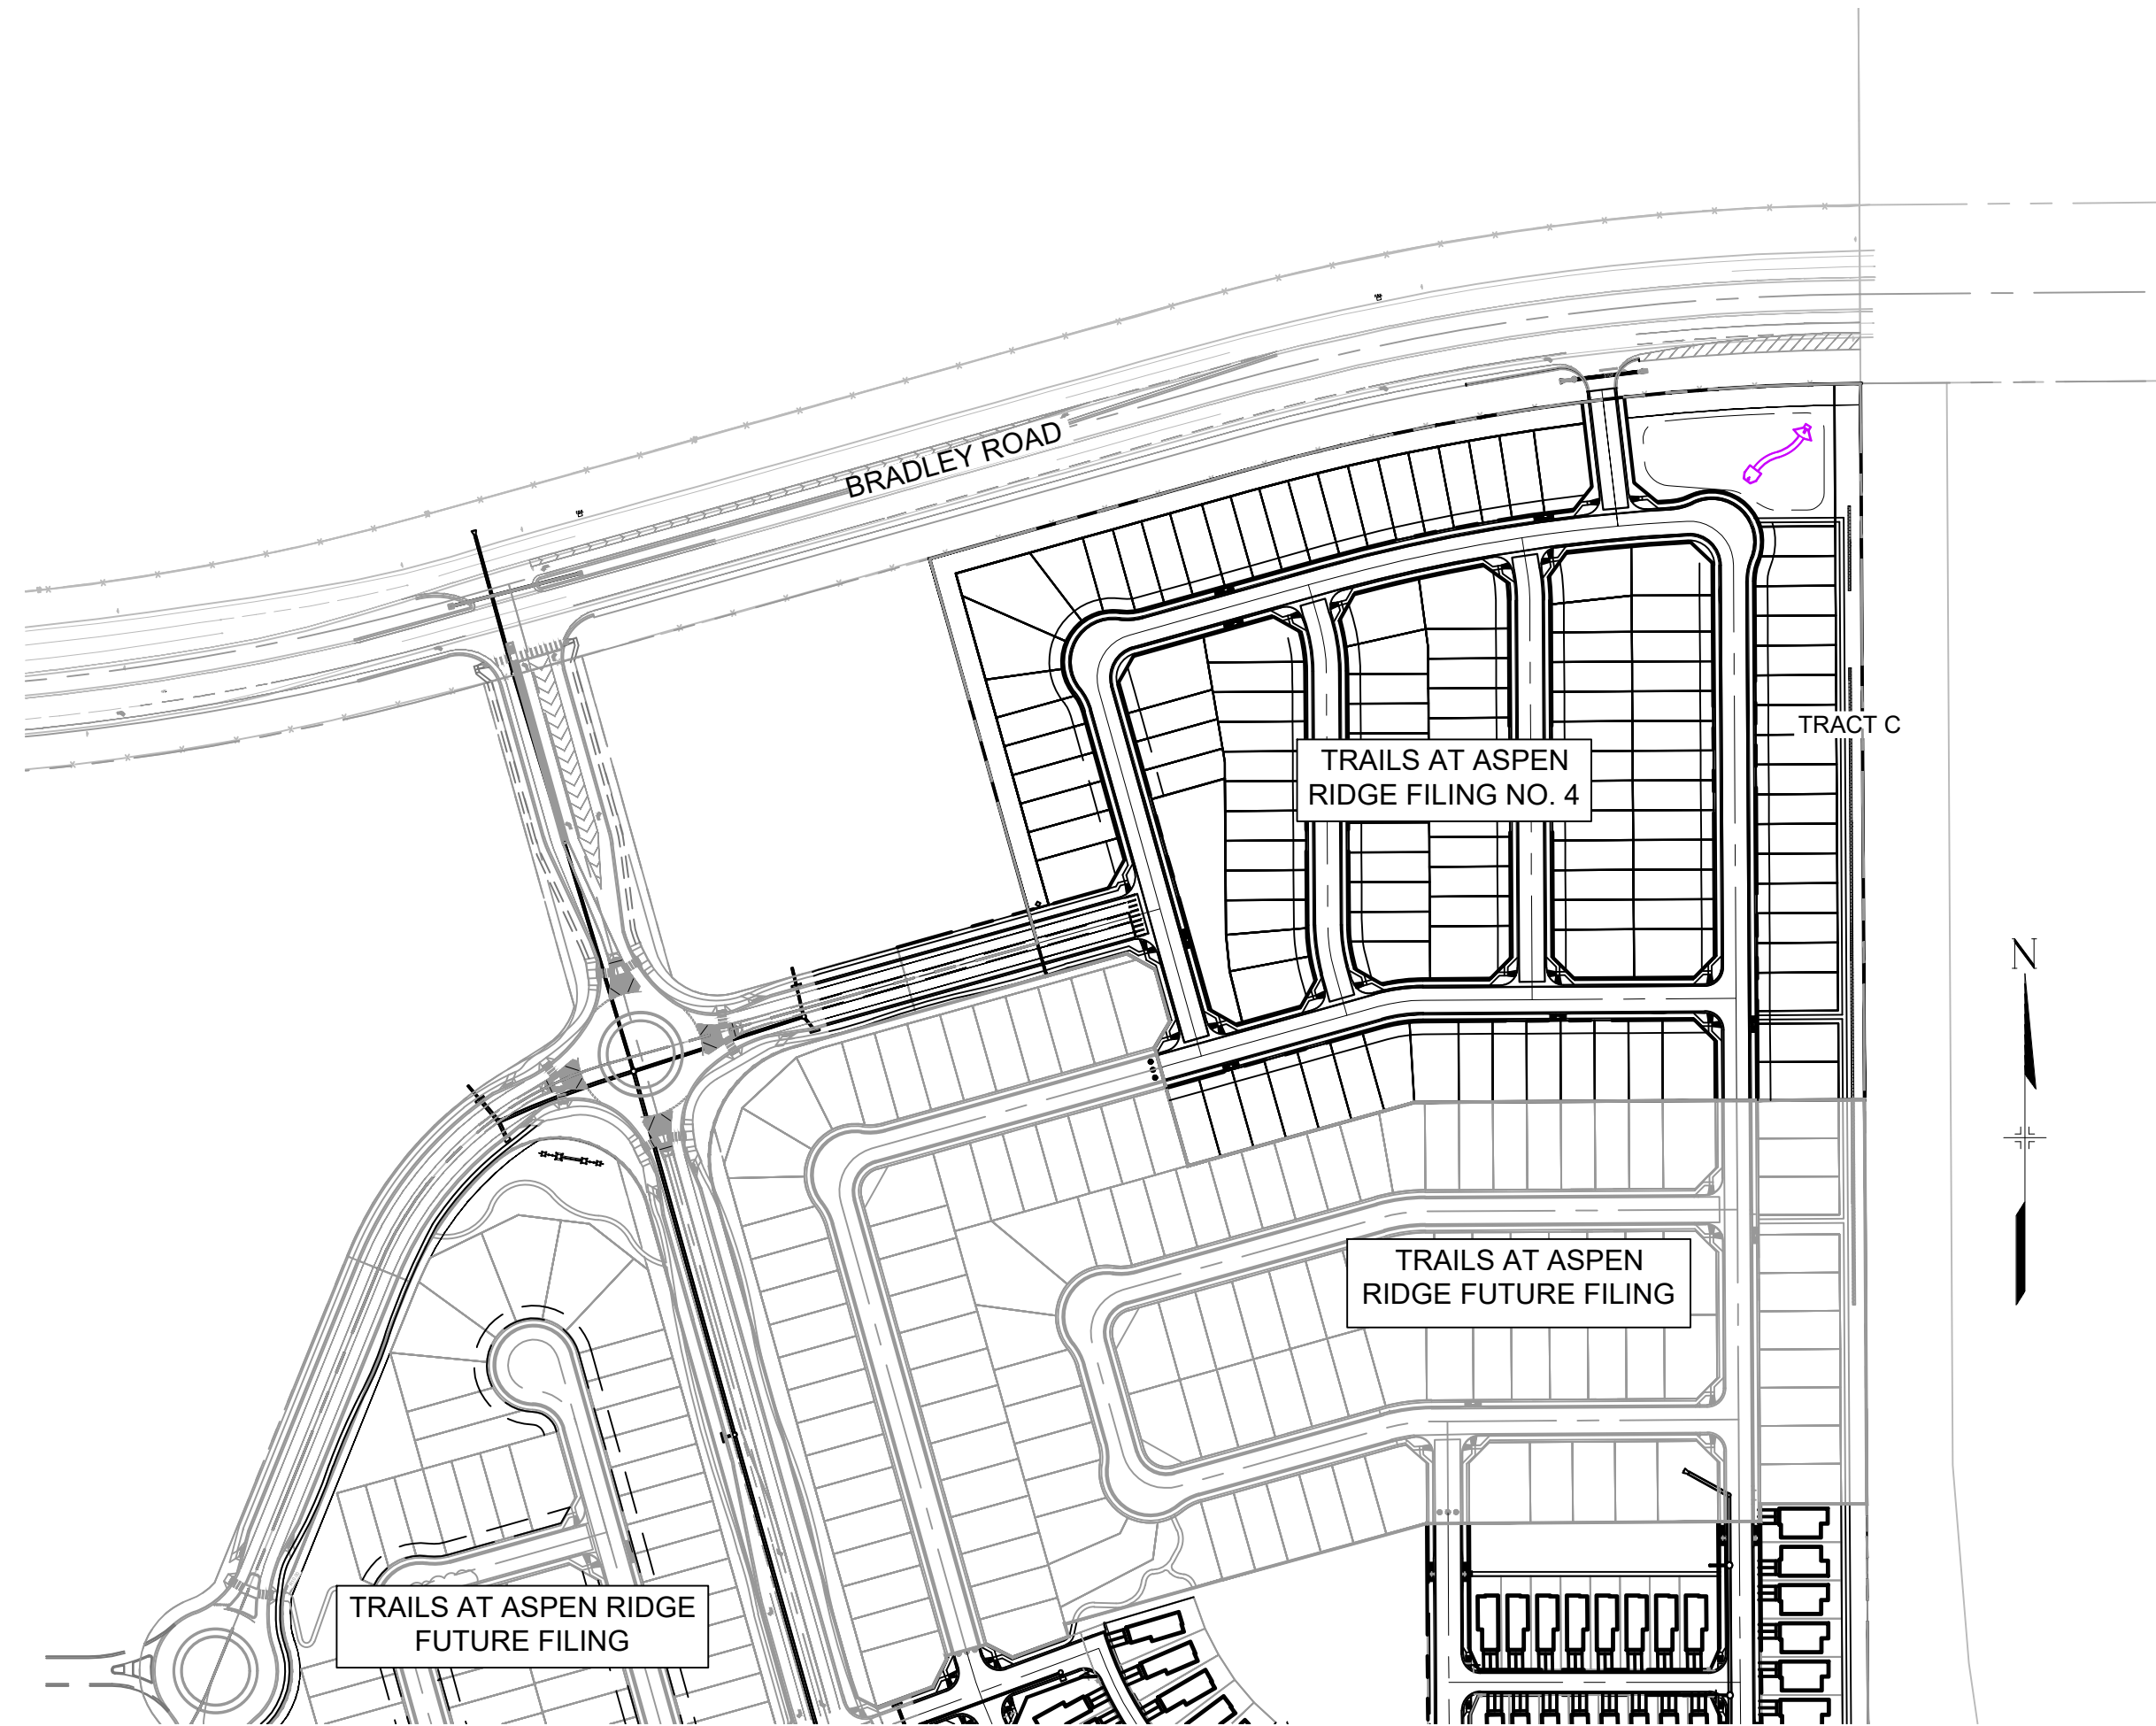 BRADLEY ROAD
TRACT C
TRAILS AT ASPEN
RIDGE FILING NO. 4
N
TRAILS AT ASPEN
RIDGE FUTURE FILING
TRAILS AT ASPEN RIDGE
FUTURE FILING